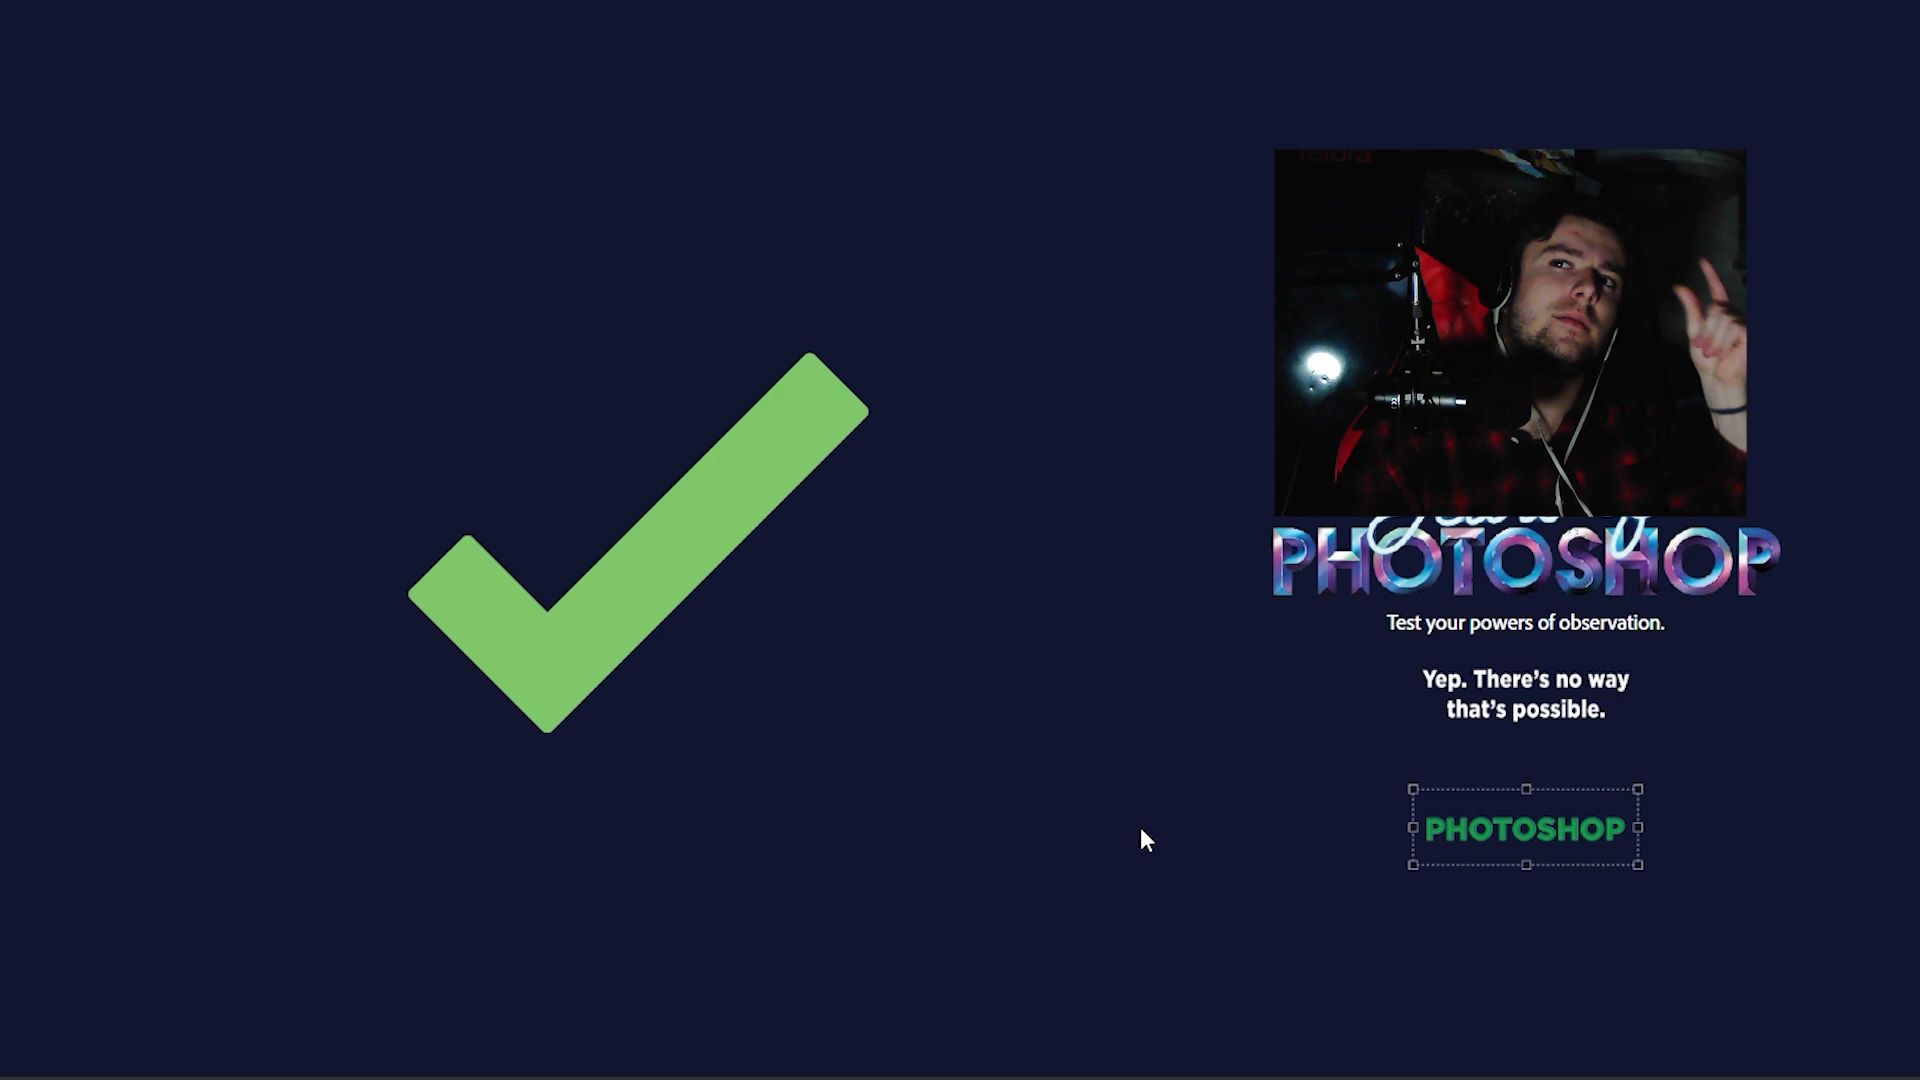 PHOTOSHOP
Test your powers of observation.
Yep. There's no way
that's possible.
PHOTOSHOP